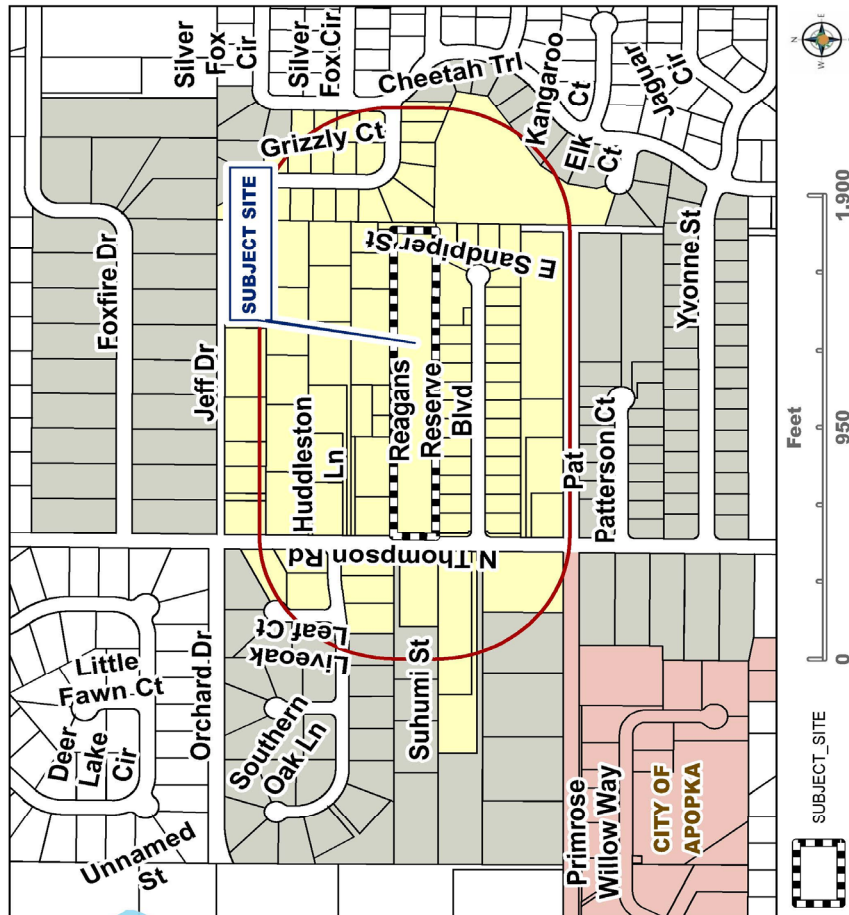 Silver
Fox
Cir
Silver
Fox Cir
Cheetah Trl
Kangaroo
Ct
Jaguar
Cir
Elk
Ct
Grizzly Ct
SUBJECT SITE
Foxfire Dr
Jeff Dr
E Sandpiper St
Yvonne St
Huddleston
Ln
Reagans
Reserve
Blvd
Pat
Patterson Ct
N Thompson Rd
Liveoak
Leaf Ct
Suhumi St
Southern
Oak Ln
Orchard Dr
Little
Fawn Ct
Deer
Lake
Cir
Unnamed
St
Primrose
Willow Way
CITY OF
APOPKA
N
E
W
Feet
0
950
1,900
SUBJECT_SITE